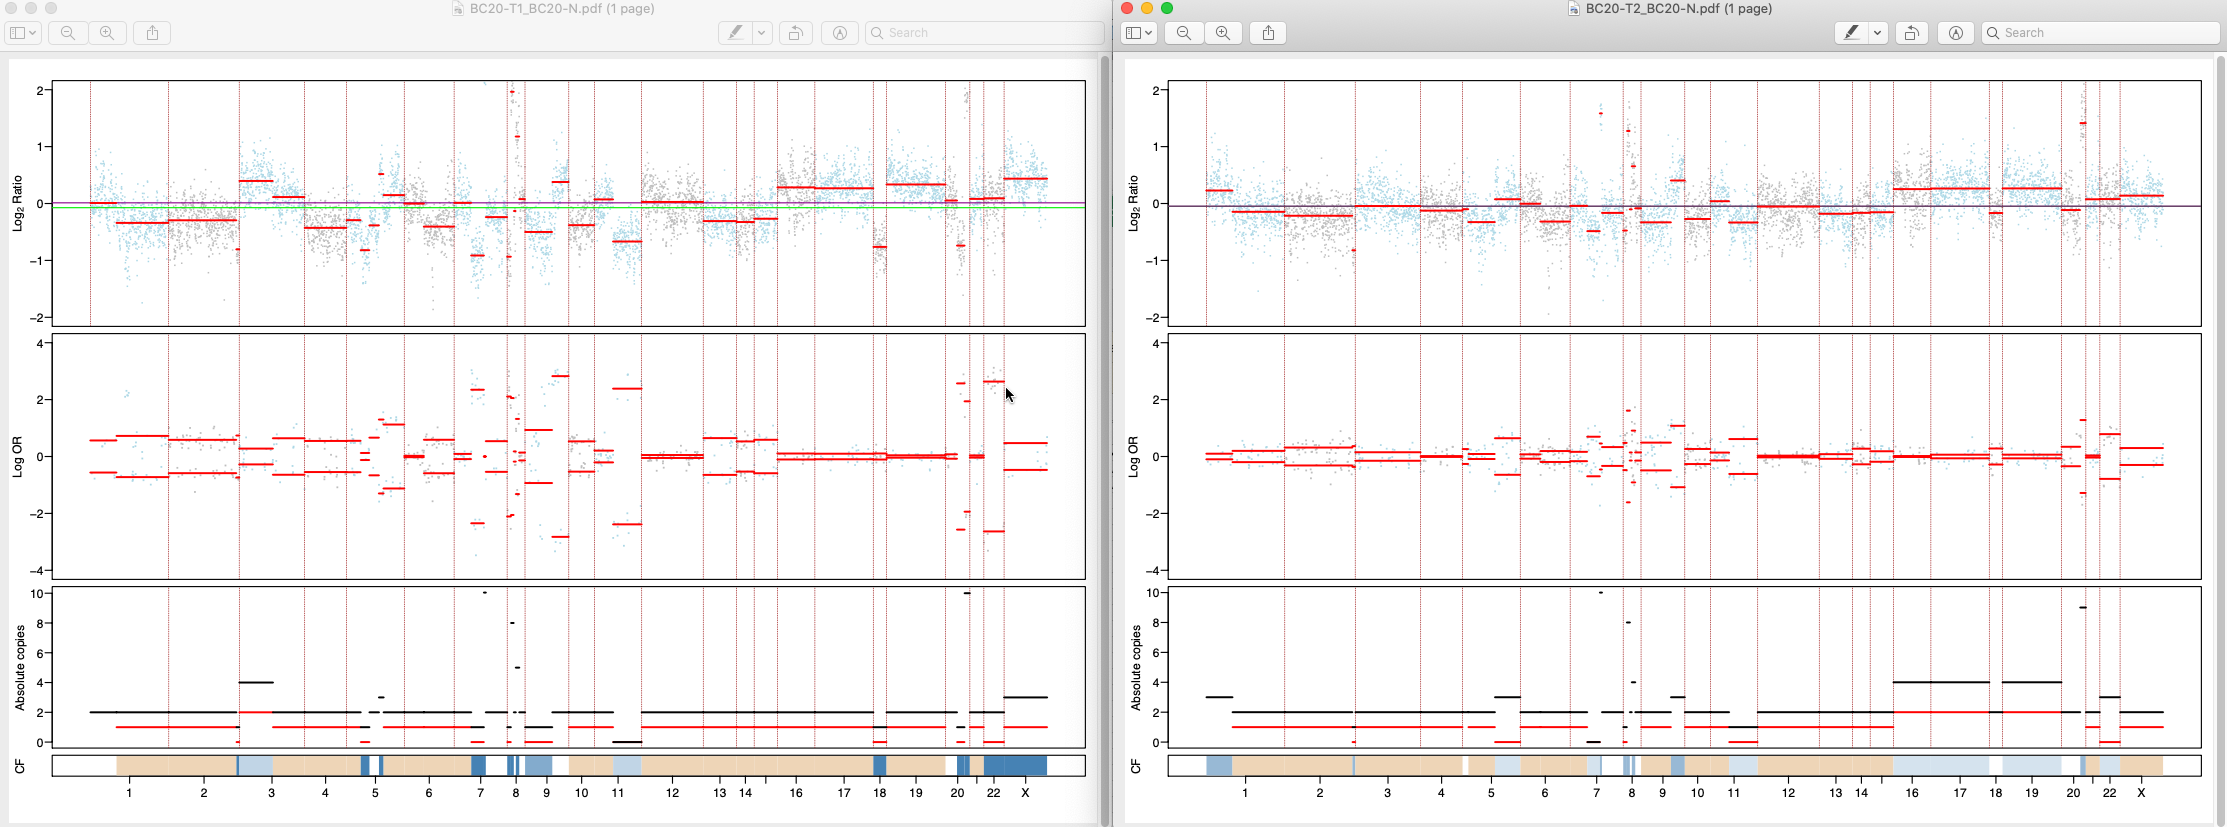 BC20-T1_BC20-N.pdf (1 page)
Search
2
1
0
−1
−2
Log2 Ratio
4
2
0
−2
−4
Log OR
10
8
6
4
2
0
Absolute copies
CF
1 2 3 4 5 6 7 8 9 10 11 12 13 14 16 17 18 19 20 22 X
BC20-T2_BC20-N.pdf (1 page)
Search
2
1
0
−1
−2
Log2 Ratio
4
2
0
−2
−4
Log OR
10
8
6
4
2
0
Absolute copies
CF
1 2 3 4 5 6 7 8 9 10 11 12 13 14 16 17 18 19 20 22 X